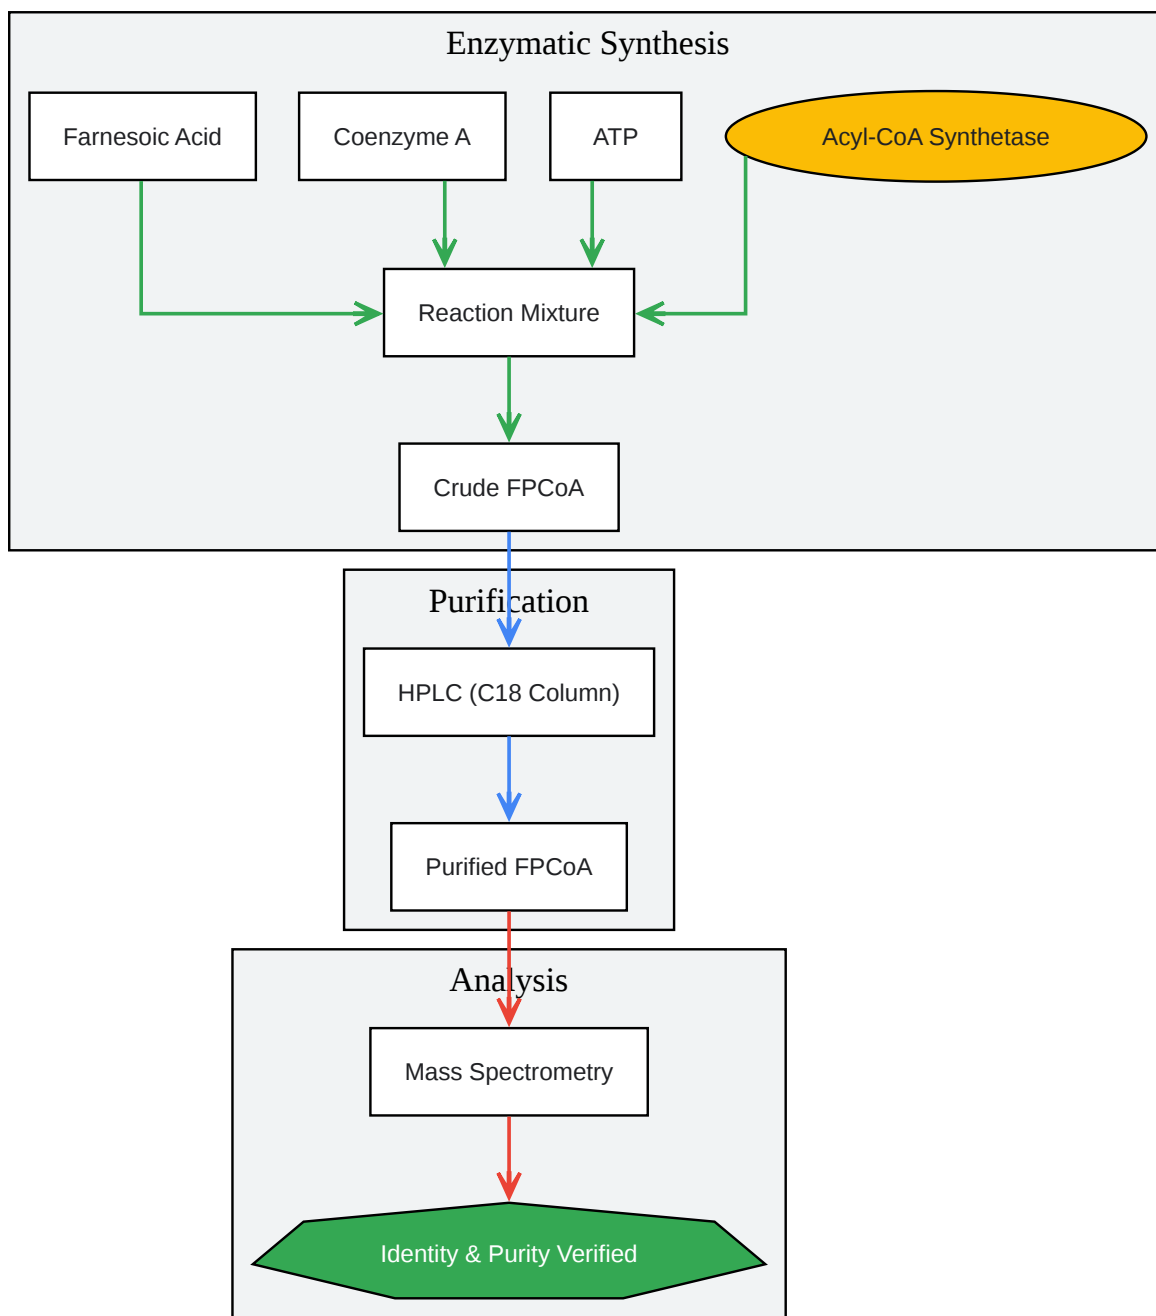 Enzymatic Synthesis
Farnesoic Acid
Coenzyme A
ATP
Acyl-CoA Synthetase
Reaction Mixture
Crude FPCoA
Purification
HPLC (C18 Column)
Purified FPCoA
Analysis
Mass Spectrometry
Identity & Purity Verified